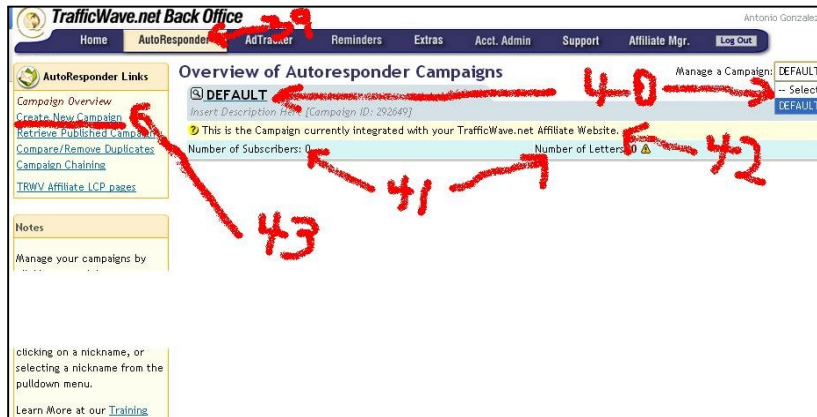 TrafficWave.net Back Office
39
Antonio Gonzalez
Home AutoResponder AdTracker Reminders Extras Acct. Admin Support Affiliate Mgr. Log Out
AutoResponder Links
Overview of Autoresponder Campaigns
Manage a Campaign: DEFAULT
-- Select
DEFAULT
DEFAULT
40
Campaign Overview
Insert Description Here [Campaign ID: 292649]
Create New Campaign
? This is the Campaign currently integrated with your TrafficWave.net Affiliate Website.
Retrieve Published Campaigns
Number of Subscribers: 0 Number of Letters: 0
Compare/Remove Duplicates
42
Campaign Chaining
41
TRWV Affiliate LCP pages
43
Notes
Manage your campaigns by
clicking on a nickname, or
selecting a nickname from the
pulldown menu.
Learn More at our Training